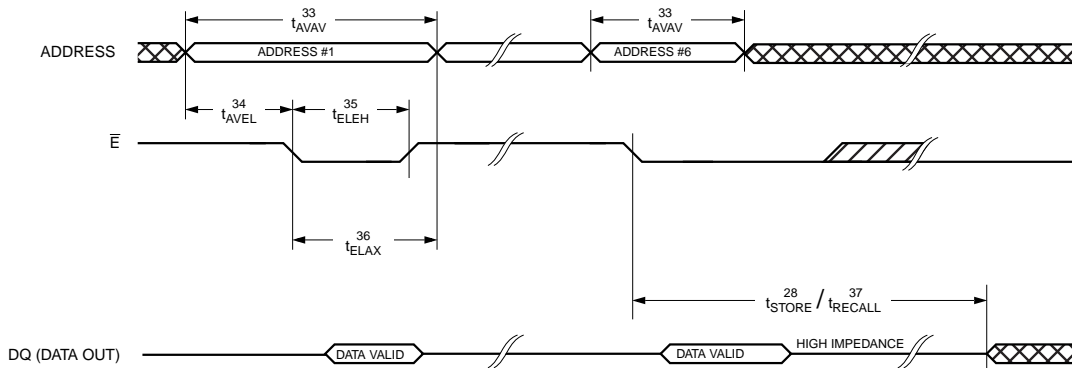 33
tAVAV
33
tAVAV
ADDRESS
ADDRESS #1
ADDRESS #6
34
tAVEL
35
tELEH
E
36
tELAX
28 37
tSTORE / tRECALL
DQ (DATA OUT)
DATA VALID
DATA VALID
HIGH IMPEDANCE